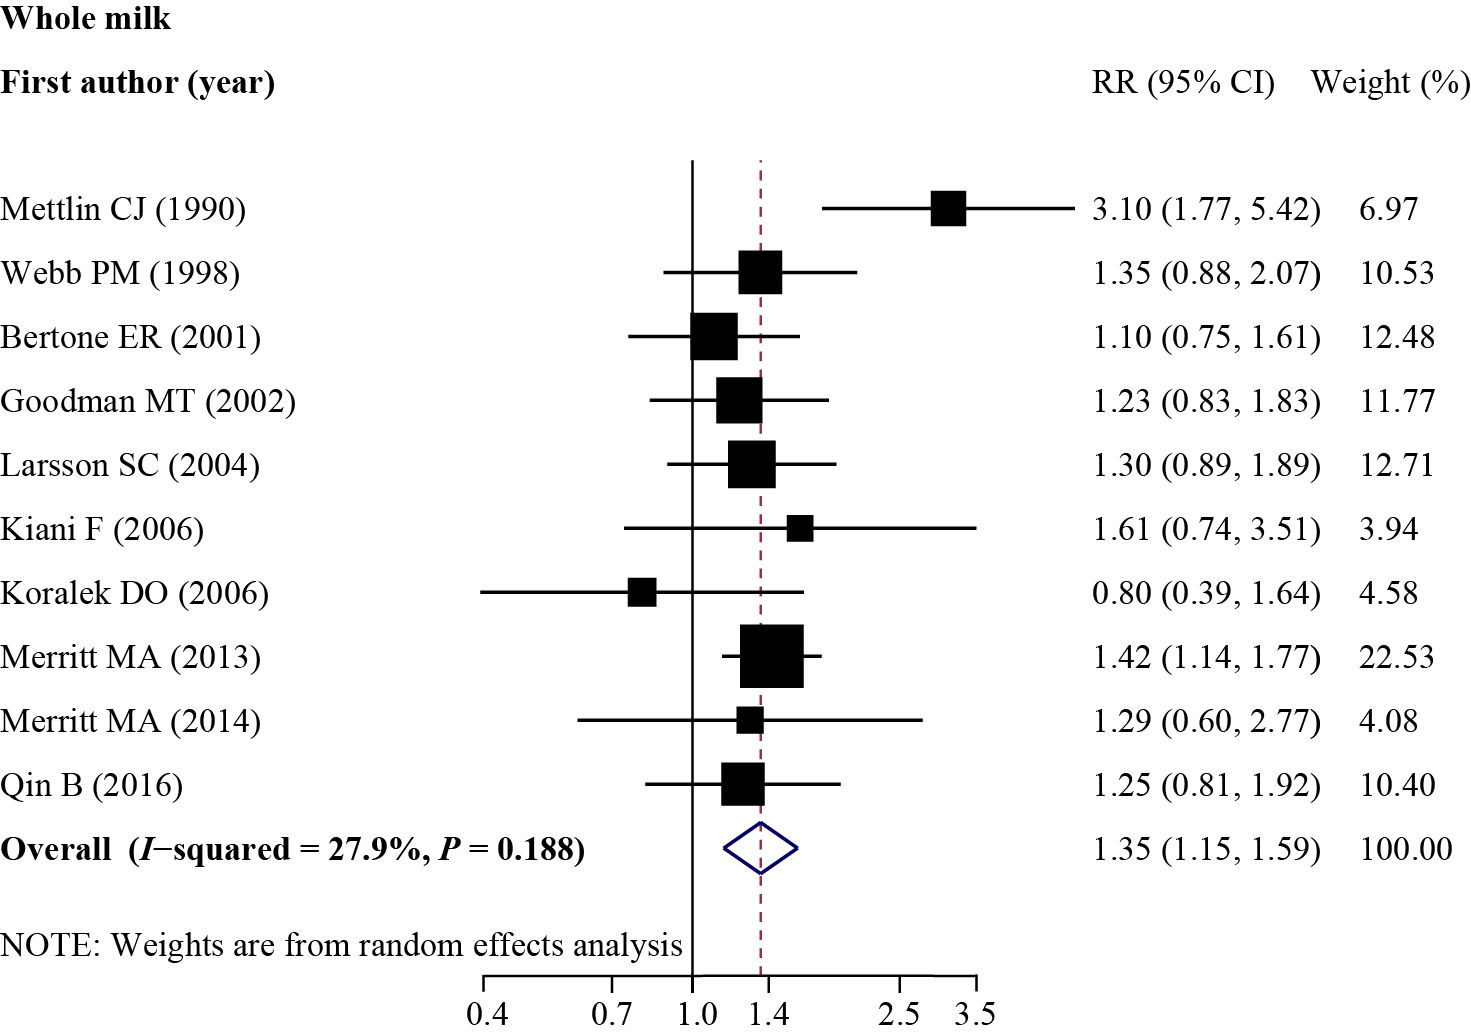 Whole milk
First author (year) RR (95% CI) Weight (%)
Mettlin CJ (1990) 3.10 (1.77, 5.42) 6.97
Webb PM (1998) 1.35 (0.88, 2.07) 10.53
Bertone ER (2001) 1.10 (0.75, 1.61) 12.48
Goodman MT (2002) 1.23 (0.83, 1.83) 11.77
Larsson SC (2004) 1.30 (0.89, 1.89) 12.71
Kiani F (2006) 1.61 (0.74, 3.51) 3.94
Koralek DO (2006) 0.80 (0.39, 1.64) 4.58
Merritt MA (2013) 1.42 (1.14, 1.77) 22.53
Merritt MA (2014) 1.29 (0.60, 2.77) 4.08
Qin B (2016) 1.25 (0.81, 1.92) 10.40
Overall (I−squared = 27.9%, P = 0.188) 1.35 (1.15, 1.59) 100.00
NOTE: Weights are from random effects analysis
0.4 0.7 1.0 1.4 2.5 3.5